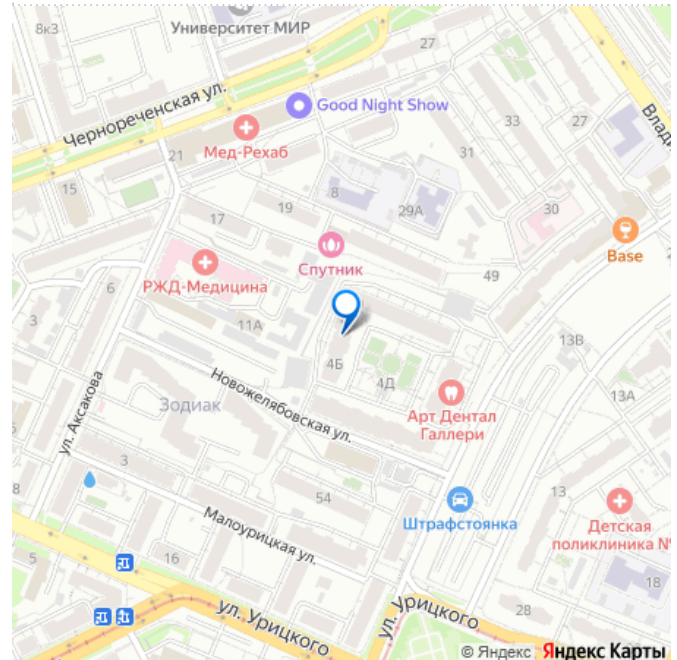 8к3
Университет МИР
27
Good Night Show
Чернореченская ул.
Мед-Рехаб
33
27
21
31
15
8
29А
30
17
19
Base
Спутник
49
РЖД-Медицина
6
3
11А
13В
4Б
4Д
13А
Новожелябовская ул.
Зодиак
Арт Дентал
Галлери
ул. Аксакова
3
8
54
Штрафстоянка
13
Детская
поликлиника №
Малоурицкая ул.
5
16
18
ул. Урицкого
ул. Урицкого
28
© Яндекс Яндекс Карты